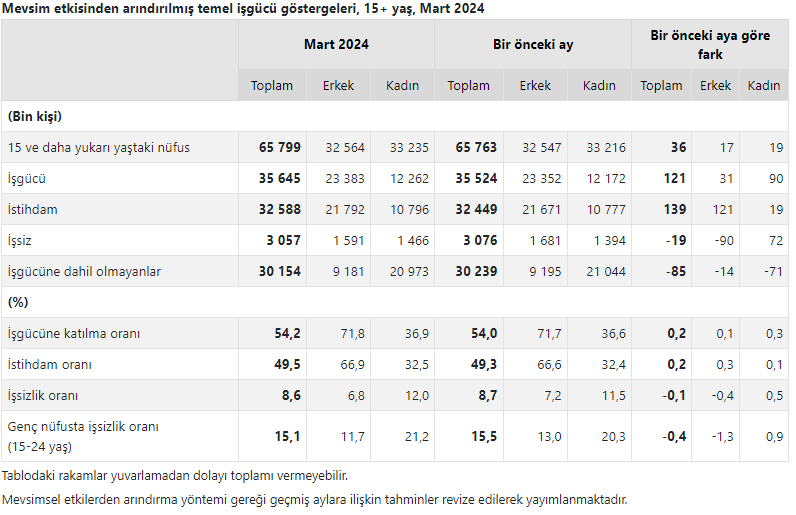 Mevsim etkisinden arındırılmış temel işgücü göstergeleri, 15+ yaş, Mart 2024
Mart 2024 Bir önceki ay Bir önceki aya göre
fark
Toplam Erkek Kadın Toplam Erkek Kadın Toplam Erkek Kadın
(Bin kişi)
15 ve daha yukarı yaştaki nüfus 65 799 32 564 33 235 65 763 32 547 33 216 36 17 19
İşgücü 35 645 23 383 12 262 35 524 23 352 12 172 121 31 90
İstihdam 32 588 21 792 10 796 32 449 21 671 10 777 139 121 19
İşsiz 3 057 1 591 1 466 3 076 1 681 1 394 -19 -90 72
İşgücüne dahil olmayanlar 30 154 9 181 20 973 30 239 9 195 21 044 -85 -14 -71
(%)
İşgücüne katılma oranı 54,2 71,8 36,9 54,0 71,7 36,6 0,2 0,1 0,3
İstihdam oranı 49,5 66,9 32,5 49,3 66,6 32,4 0,2 0,3 0,1
İşsizlik oranı 8,6 6,8 12,0 8,7 7,2 11,5 -0,1 -0,4 0,5
Genç nüfusta işsizlik oranı
(15-24 yaş) 15,1 11,7 21,2 15,5 13,0 20,3 -0,4 -1,3 0,9
Tablodaki rakamlar yuvarlamadan dolayı toplamı vermeyebilir.
Mevsimsel etkilerden arındırma yöntemi gereği geçmiş aylara ilişkin tahminler revize edilerek yayımlanmaktadır.